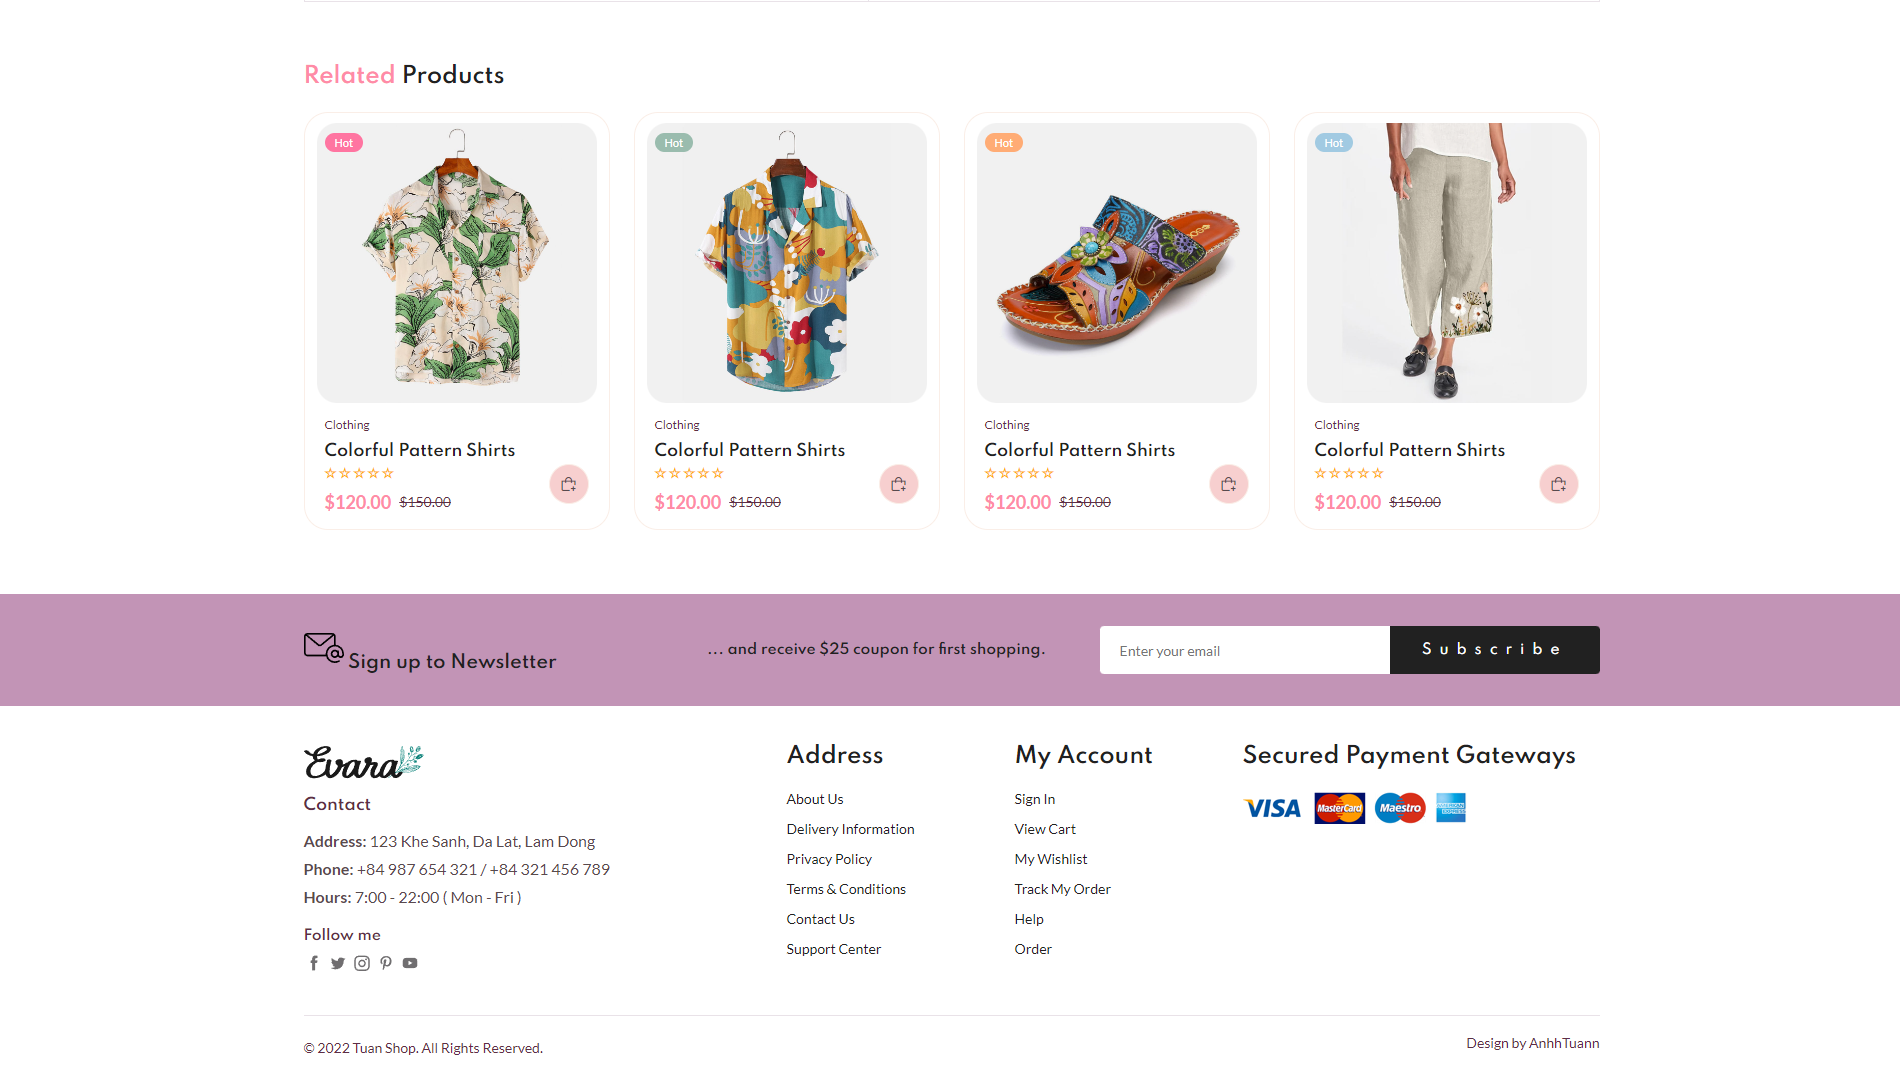 Related Products
Hot
Hot
Hot
Hot
Clothing
Colorful Pattern Shirts
$120.00 $150.00
Clothing
Colorful Pattern Shirts
$120.00 $150.00
Clothing
Colorful Pattern Shirts
$120.00 $150.00
Clothing
Colorful Pattern Shirts
$120.00 $150.00
Sign up to Newsletter
... and receive $25 coupon for first shopping.
Enter your email
Subscribe
Evara
Contact
Address: 123 Khe Sanh, Da Lat, Lam Dong
Phone: +84 987 654 321 / +84 321 456 789
Hours: 7:00 - 22:00 ( Mon - Fri )
Follow me
Address
About Us
Delivery Information
Privacy Policy
Terms & Conditions
Contact Us
Support Center
My Account
Sign In
View Cart
My Wishlist
Track My Order
Help
Order
Secured Payment Gateways
VISA
MasterCard
Maestro
AMERICAN
EXPRESS
© 2022 Tuan Shop. All Rights Reserved.
Design by AnhhTuann